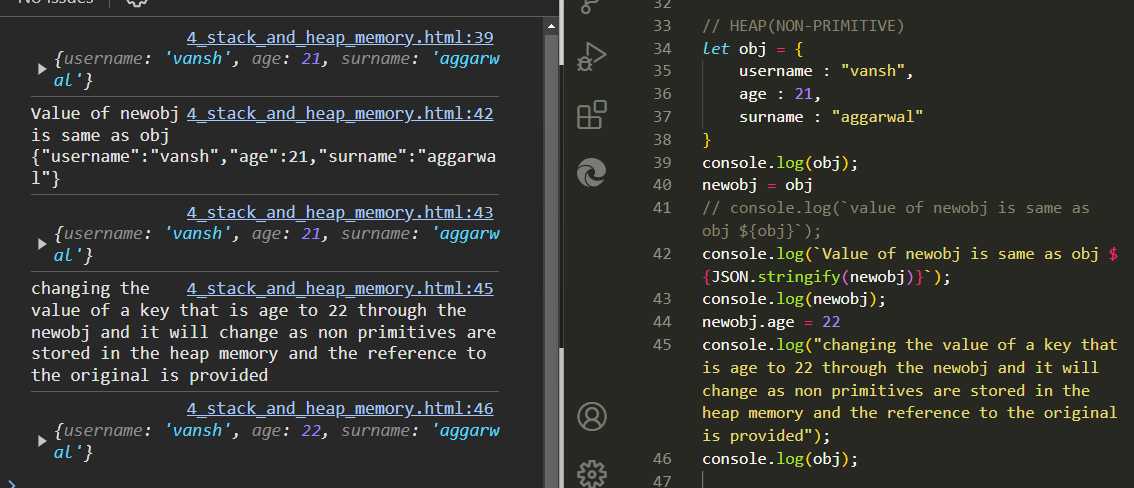 No Issues
4_stack_and_heap_memory.html:39
{username: 'vansh', age: 21, surname: 'aggarw
al'}
Value of newobj 4_stack_and_heap_memory.html:42
is same as obj
{"username":"vansh","age":21,"surname":"aggarwa
l"}
4_stack_and_heap_memory.html:43
{username: 'vansh', age: 21, surname: 'aggarw
al'}
changing the 4_stack_and_heap_memory.html:45
value of a key that is age to 22 through the
newobj and it will change as non primitives are
stored in the heap memory and the reference to
the original is provided
4_stack_and_heap_memory.html:46
{username: 'vansh', age: 22, surname: 'aggarw
al'}
32
33 // HEAP(NON-PRIMITIVE)
34 let obj = {
35 username : "vansh",
36 age : 21,
37 surname : "aggarwal"
38 }
39 console.log(obj);
40 newobj = obj
41 // console.log(`value of newobj is same as
obj ${obj}`);
42 console.log(`Value of newobj is same as obj $
{JSON.stringify(newobj)}`);
43 console.log(newobj);
44 newobj.age = 22
45 console.log("changing the value of a key that
is age to 22 through the newobj and it will
change as non primitives are stored in the
heap memory and the reference to the original
is provided");
46 console.log(obj);
47